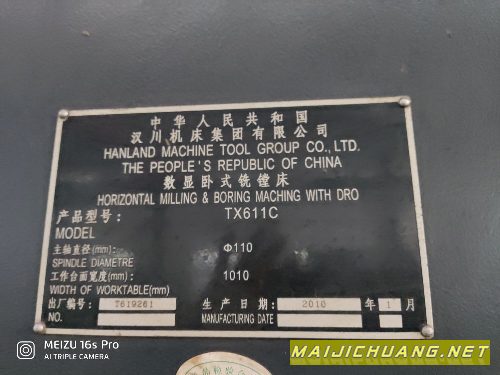 中华人民共和国
汉川机床集团有限公司
HANLAND MACHINE TOOL GROUP CO., LTD.
THE PEOPLE'S REPUBLIC OF CHINA
数显卧式铣镗床
HORIZONTAL MILLING & BORING MACHING WITH DRO
产品型号: TX611C
MODEL
主轴直径(mm): Φ110
SPINDLE DIAMETRE
工作台面宽度(mm): 1010
WIDTH OF WORKTABLE(mm)
出厂编号: T619261 生产日期: 2010 年 1 月
NO. MANUFACTURING DATE
MEIZU 16s Pro
AI TRIPLE CAMERA
MAIJICHUANG.NET